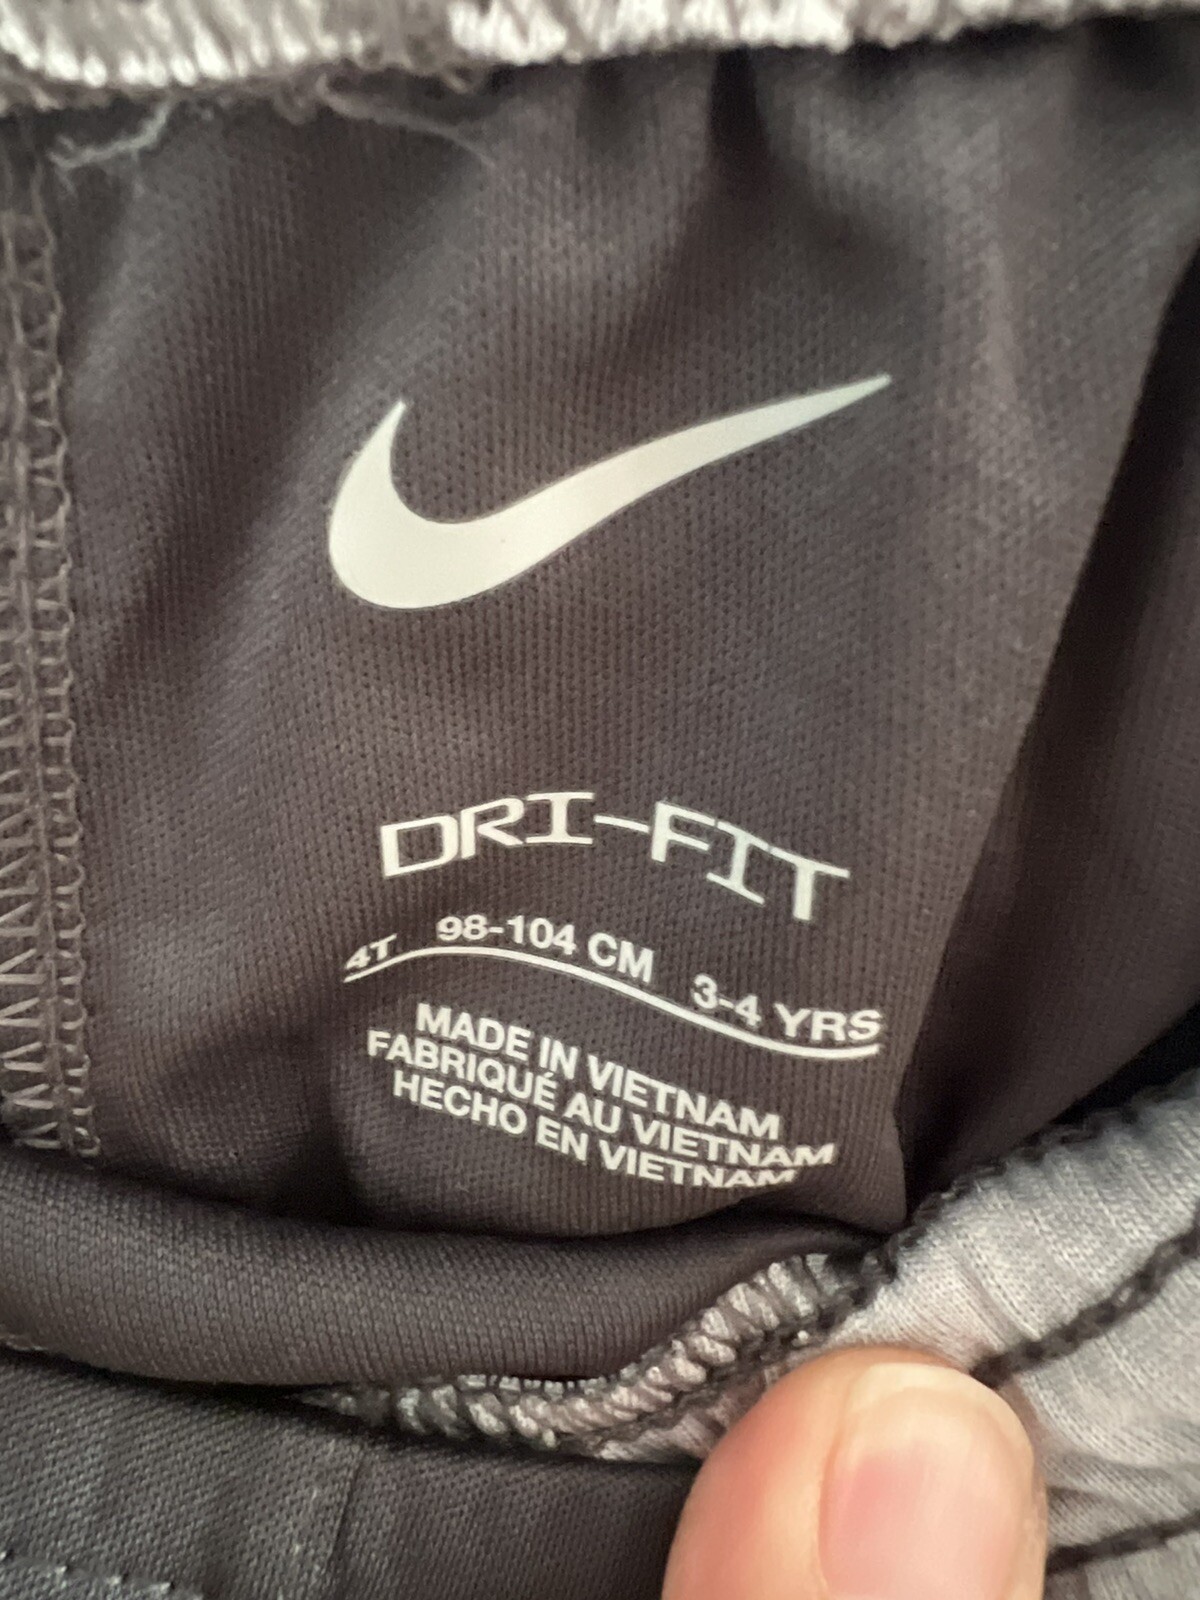 DRI-FIT
4T 98-104 CM 3-4 YRS
MADE IN VIETNAM
FABRIQUÉ AU VIETNAM
HECHO EN VIETNAM